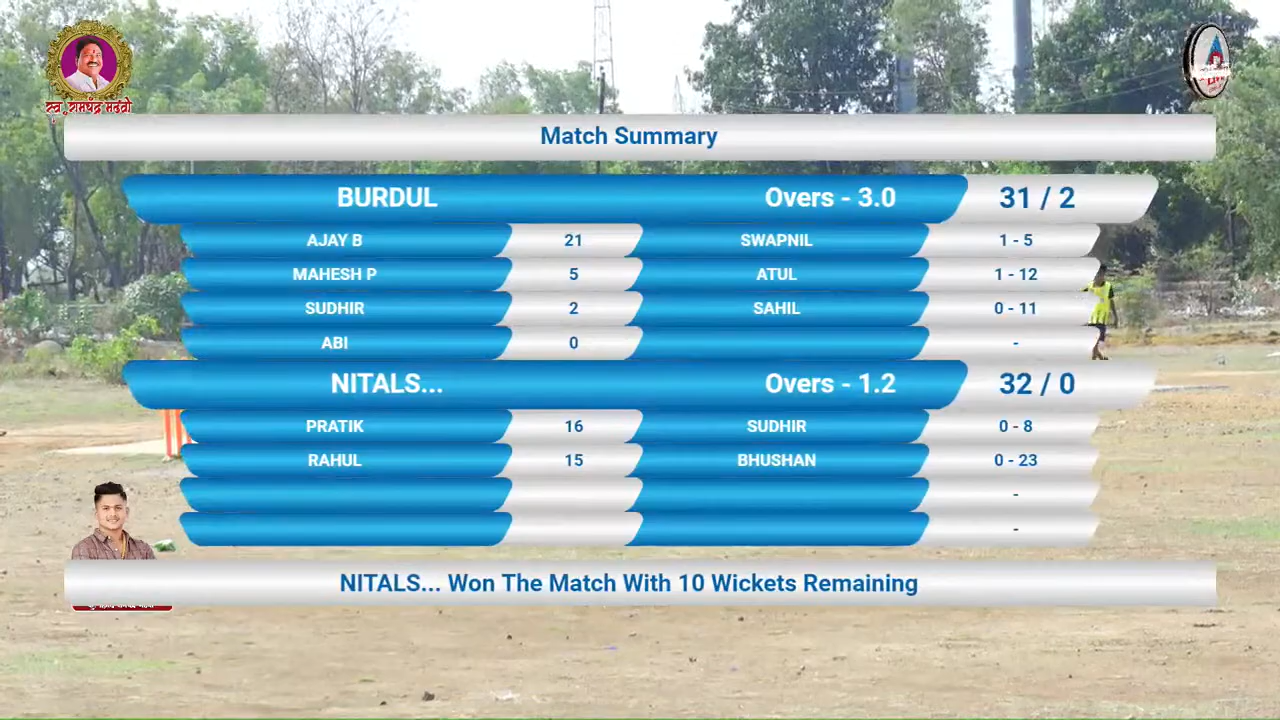 स्व. रामचंद्र मढवी
Match Summary
BURDUL Overs - 3.0 31 / 2
AJAY B 21 SWAPNIL 1 - 5
MAHESH P 5 ATUL 1 - 12
SUDHIR 2 SAHIL 0 - 11
ABI 0 -
NITALS... Overs - 1.2 32 / 0
PRATIK 16 SUDHIR 0 - 8
RAHUL 15 BHUSHAN 0 - 23
-
-
NITALS... Won The Match With 10 Wickets Remaining